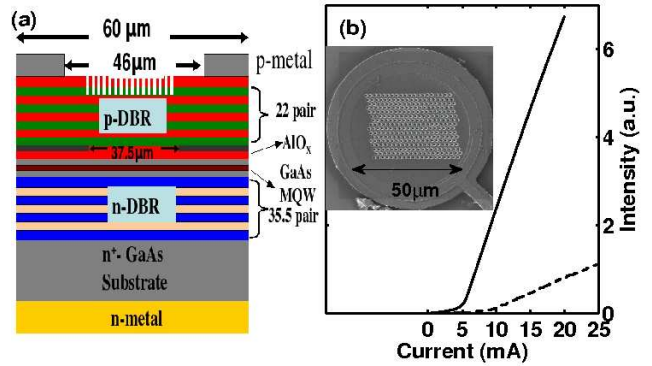 (a)
60 μm
46μm
p-metal
22 pair
p-DBR
37.5μm
AlOx
GaAs
MQW
n-DBR
35.5 pair
n⁺- GaAs
Substrate
n-metal
(b)
50μm
Intensity (a.u.)
6
4
2
0
0 5 10 15 20 25
Current (mA)